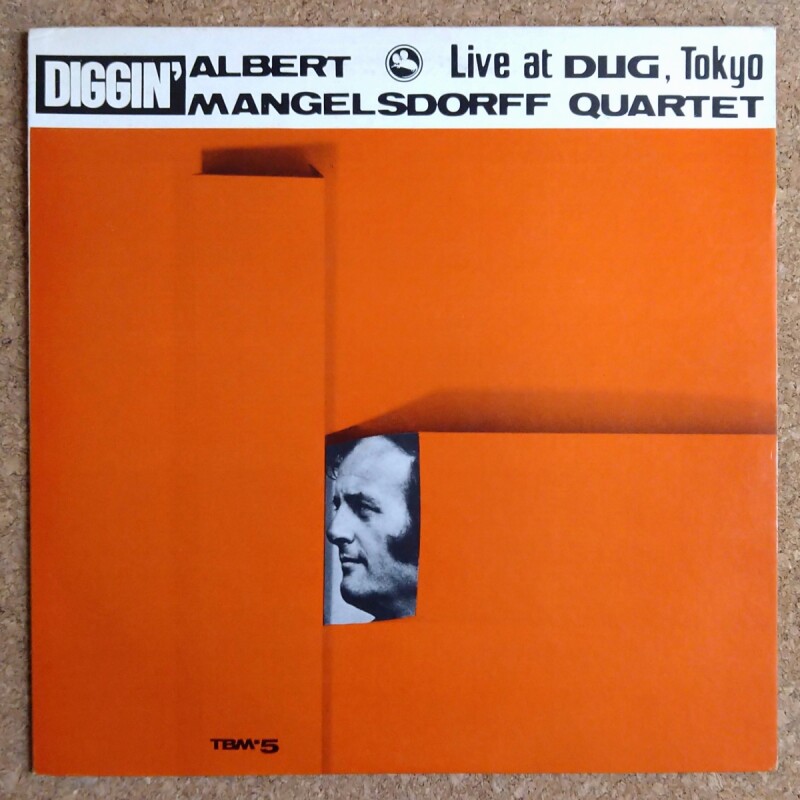 DIGGIN' ALBERT Live at DUG, Tokyo
MANGELSDORFF QUARTET
TBM•5